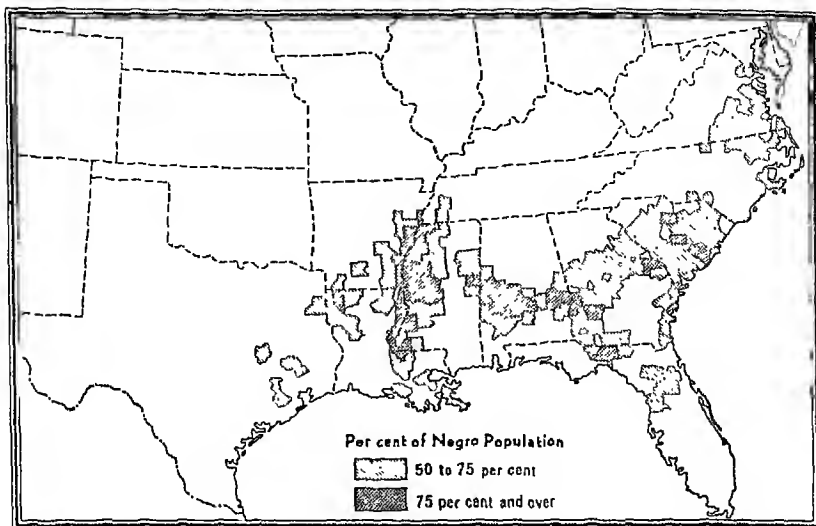 Per cent of Negro Population
50 to 75 per cent
75 per cent and over